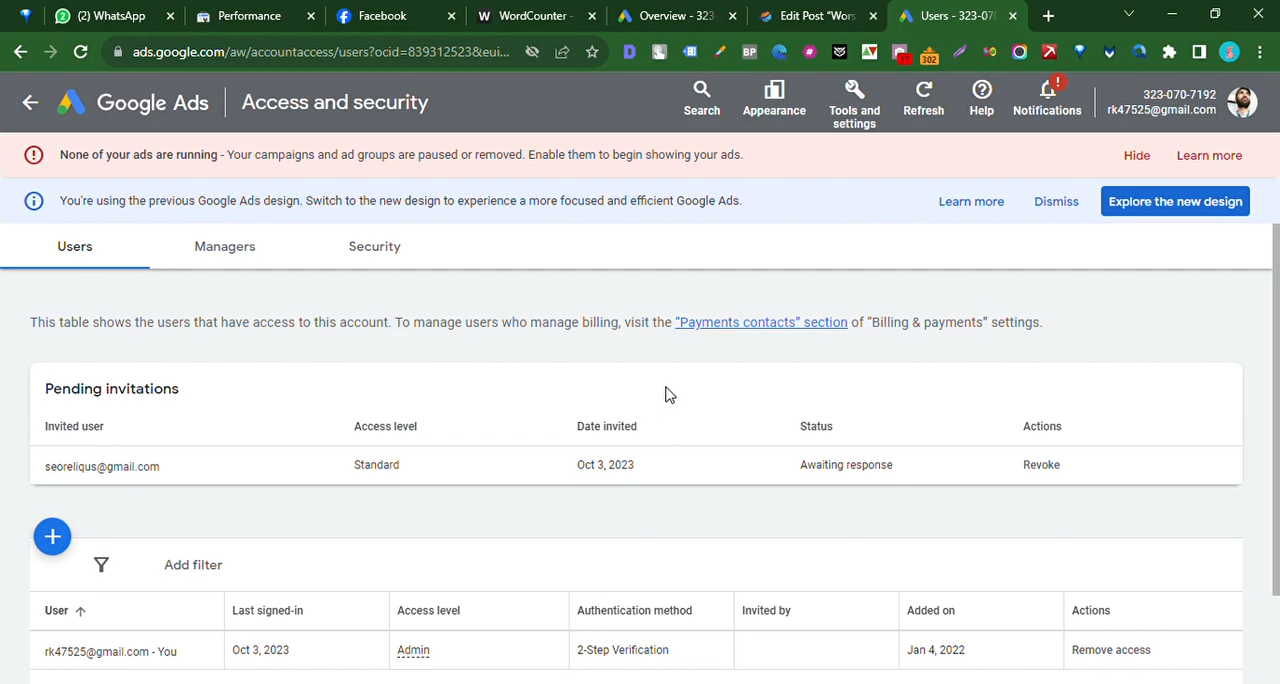 (2) WhatsApp
Performance
Facebook
WordCounter -
Overview - 323
Edit Post "Wors
Users - 323-07
ads.google.com/aw/accountaccess/users?ocid=839312523&eui...
Google Ads
Access and security
Search
Appearance
Tools and
settings
Refresh
Help
Notifications
323-070-7192
rk47525@gmail.com
None of your ads are running - Your campaigns and ad groups are paused or removed. Enable them to begin showing your ads.
Hide
Learn more
You're using the previous Google Ads design. Switch to the new design to experience a more focused and efficient Google Ads.
Learn more
Dismiss
Explore the new design
Users
Managers
Security
This table shows the users that have access to this account. To manage users who manage billing, visit the "Payments contacts" section of "Billing & payments" settings.
Pending invitations
Invited user
Access level
Date invited
Status
Actions
seoreliqus@gmail.com
Standard
Oct 3, 2023
Awaiting response
Revoke
Add filter
User
Last signed-in
Access level
Authentication method
Invited by
Added on
Actions
rk47525@gmail.com - You
Oct 3, 2023
Admin
2-Step Verification
Jan 4, 2022
Remove access